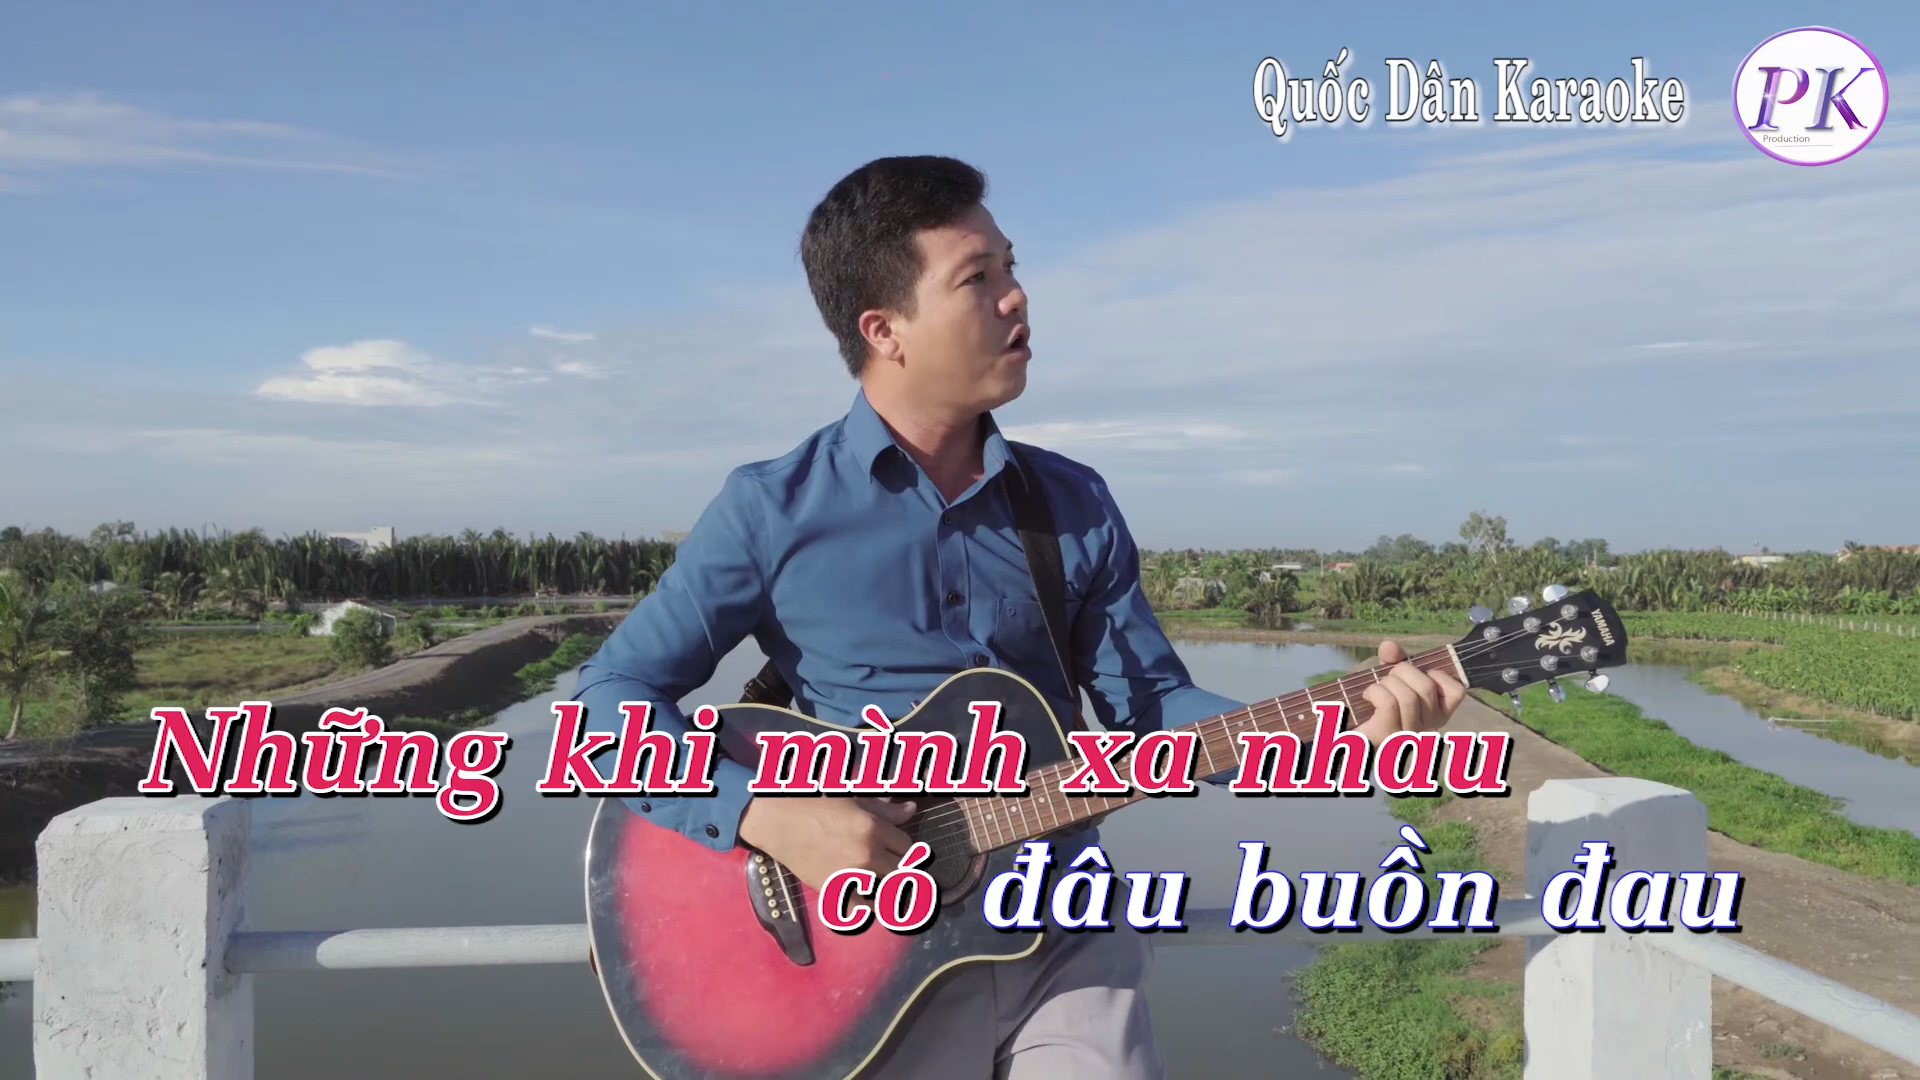 Quốc Dân Karaoke
PK
Production
YAMAHA
Những khi mình xa nhau
có đâu buồn đau